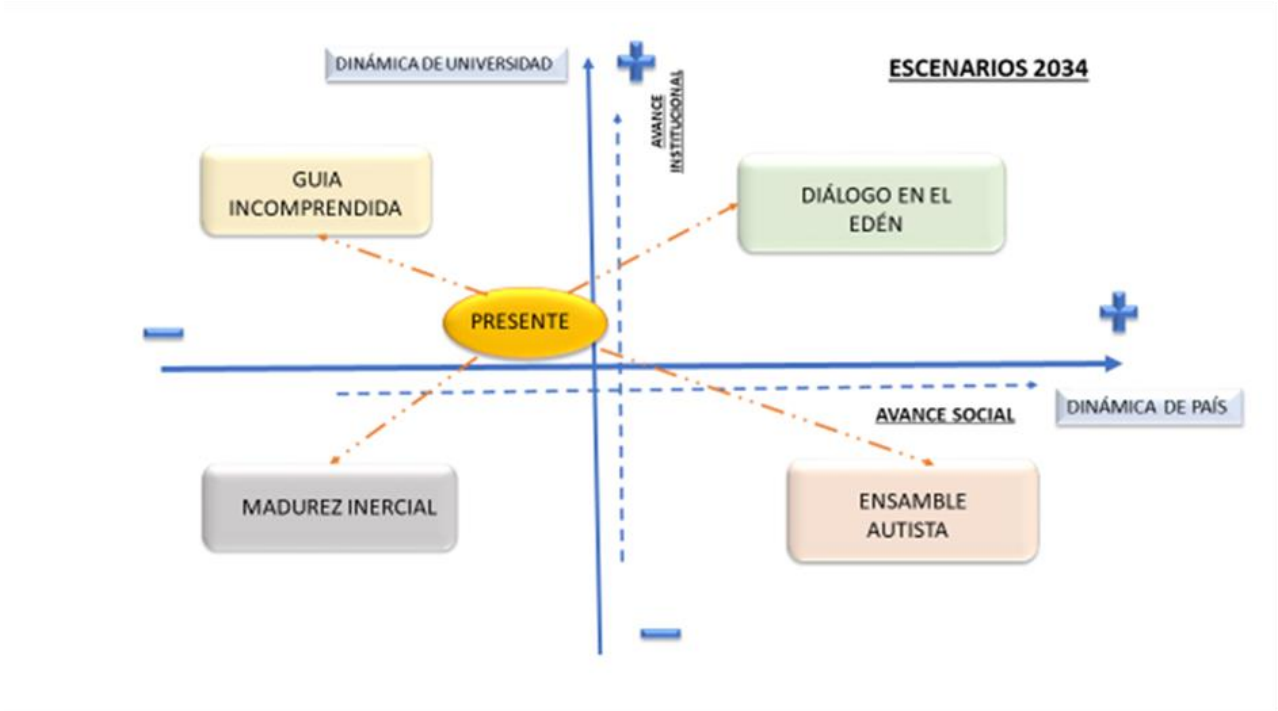 DINÁMICA DE UNIVERSIDAD
ESCENARIOS 2034
AVANCE
INSTITUCIONAL
GUIA
INCOMPRENDIDA
DIÁLOGO EN EL
EDÉN
PRESENTE
AVANCE SOCIAL
DINÁMICA DE PAÍS
MADUREZ INERCIAL
ENSAMBLE
AUTISTA